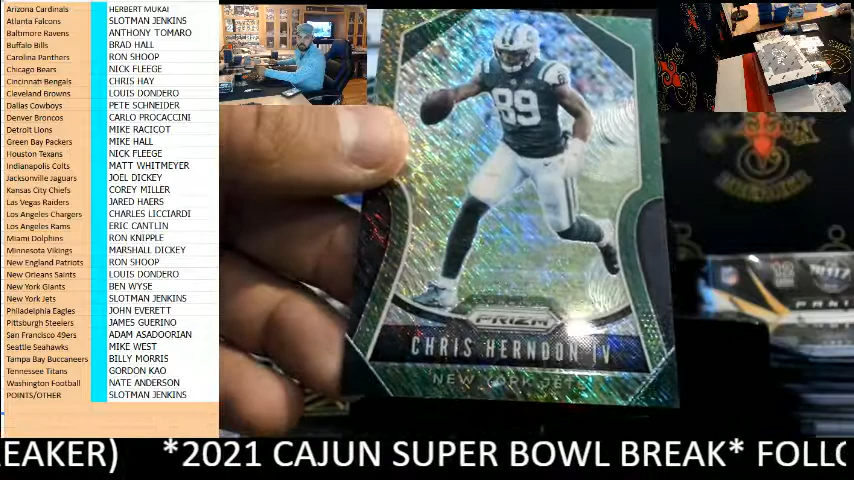 Arizona Cardinals HERBERT MUKAI
Atlanta Falcons SLOTMAN JENKINS
Baltimore Ravens ANTHONY TOMARO
Buffalo Bills BRAD HALL
Carolina Panthers RON SHOOP
Chicago Bears NICK FLEEGE
Cincinnati Bengals CHRIS HAY
Cleveland Browns LOUIS DONDERO
Dallas Cowboys PETE SCHNEIDER
Denver Broncos CARLO PROCACCINI
Detroit Lions MIKE RACICOT
Green Bay Packers MIKE HALL
Houston Texans NICK FLEEGE
Indianapolis Colts MATT WHITMEYER
Jacksonville Jaguars JOEL DICKEY
Kansas City Chiefs COREY MILLER
Las Vegas Raiders JARED HAERS
Los Angeles Chargers CHARLES LICCIARDI
Los Angeles Rams ERIC CANTLIN
Miami Dolphins RON KNIPPLE
Minnesota Vikings MARSHALL DICKEY
New England Patriots RON SHOOP
New Orleans Saints LOUIS DONDERO
New York Giants BEN WYSE
New York Jets SLOTMAN JENKINS
Philadelphia Eagles JOHN EVERETT
Pittsburgh Steelers JAMES GUERINO
San Francisco 49ers ADAM ASADOORIAN
Seattle Seahawks MIKE WEST
Tampa Bay Buccaneers BILLY MORRIS
Tennessee Titans GORDON KAO
Washington Football NATE ANDERSON
POINTS/OTHER SLOTMAN JENKINS
89
PRIZM
CHRIS HERNDON IV
NEW YORK JETS
EAKER) *2021 CAJUN SUPER BOWL BREAK* FOLLO